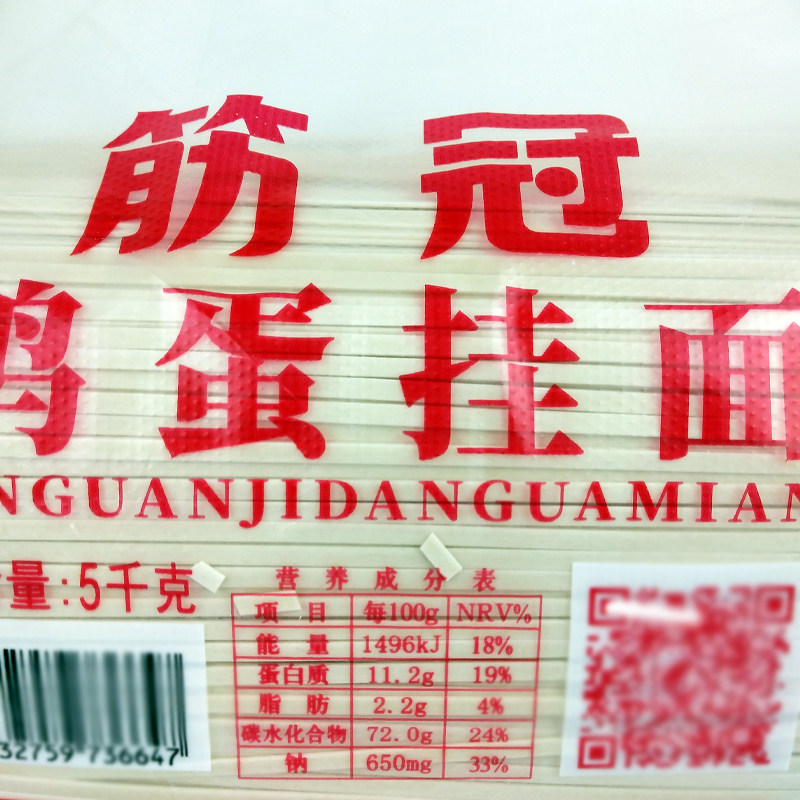 筋冠
鸡蛋挂面
NGUANJIDANGUAMIAN
量:5千克
营养成分表
项目 每100g NRV%
能量 1496kJ 18%
蛋白质 11.2g 19%
脂肪 2.2g 4%
碳水化合物 72.0g 24%
钠 650mg 33%
32759 736647